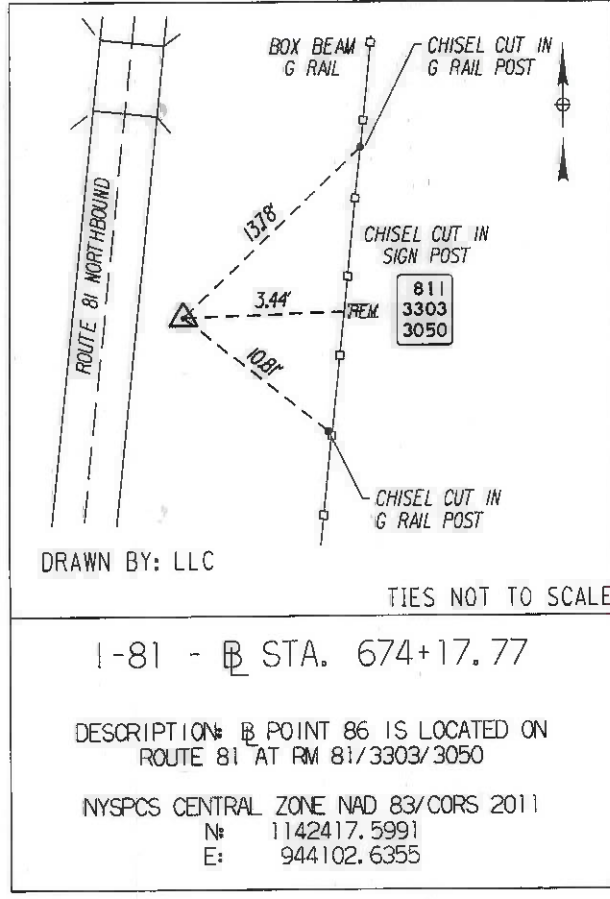 BOX BEAM
G RAIL
CHISEL CUT IN
G RAIL POST
ROUTE 81 NORTHBOUND
13.78'
CHISEL CUT IN
SIGN POST
811
3303
3050
3.44'
REM.
10.81'
CHISEL CUT IN
G RAIL POST
DRAWN BY: LLC
TIES NOT TO SCALE
I-81 - BL STA. 674+17.77
DESCRIPTION: BL POINT 86 IS LOCATED ON
ROUTE 81 AT RM 81/3303/3050
NYSPCS CENTRAL ZONE NAD 83/CORS 2011
N: 1142417.5991
E: 944102.6355